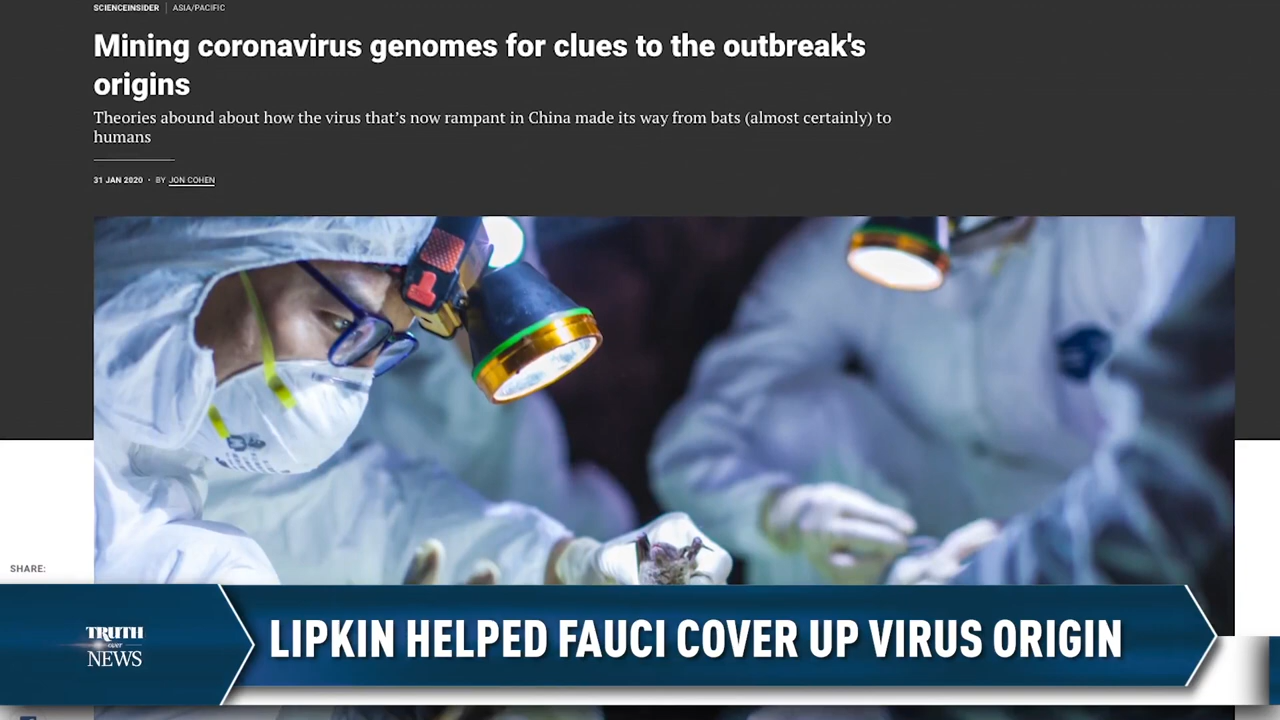 SCIENCEINSIDER | ASIA/PACIFIC
Mining coronavirus genomes for clues to the outbreak's
origins
Theories abound about how the virus that's now rampant in China made its way from bats (almost certainly) to
humans
31 JAN 2020 • BY JON COHEN
SHARE:
TRUTH
over
NEWS
LIPKIN HELPED FAUCI COVER UP VIRUS ORIGIN